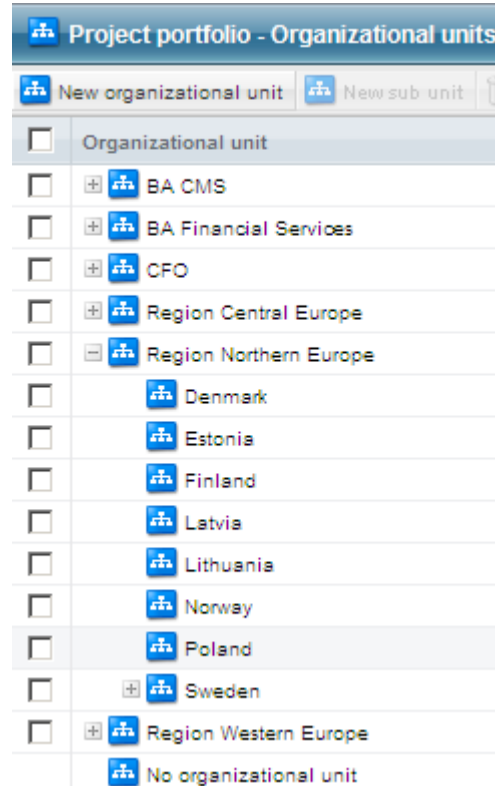 Project portfolio - Organizational units
New organizational unit New sub unit
Organizational unit
BA CMS
BA Financial Services
CFO
Region Central Europe
Region Northern Europe
Denmark
Estonia
Finland
Latvia
Lithuania
Norway
Poland
Sweden
Region Western Europe
No organizational unit